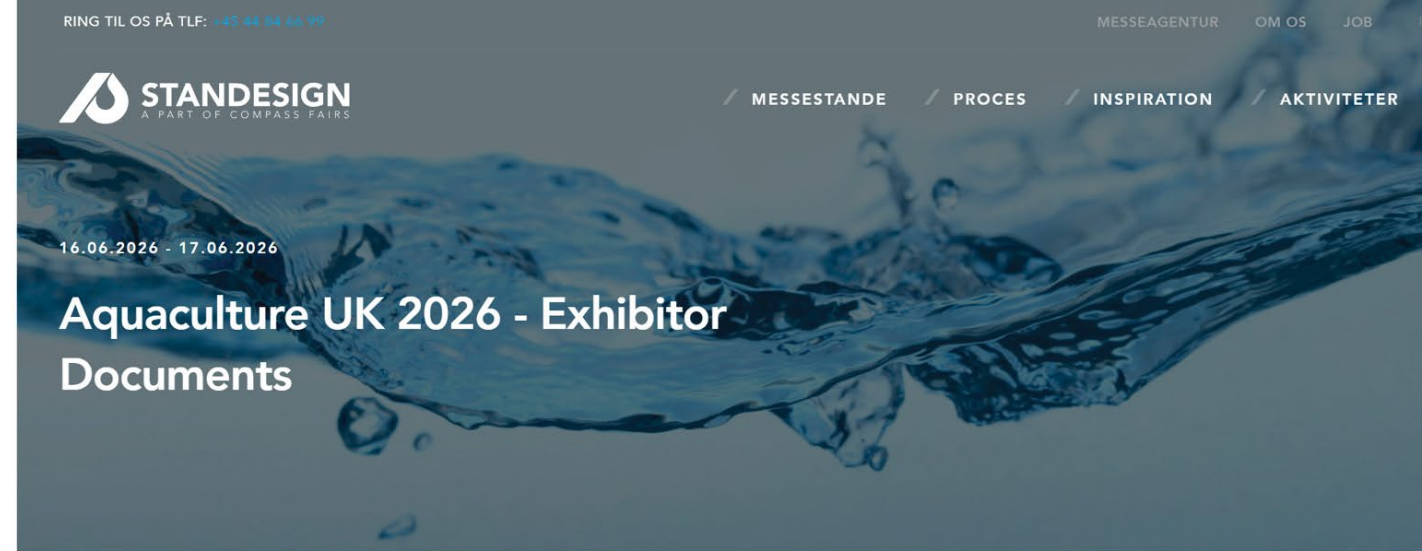 RING TIL OS PÅ TLF: +45 44 84 66 99
MESSEAGENTUR OM OS JOB
STANDESIGN
A PART OF COMPASS FAIRS
/ MESSESTANDE / PROCES / INSPIRATION / AKTIVITETER
16.06.2026 - 17.06.2026
Aquaculture UK 2026 - Exhibitor
Documents